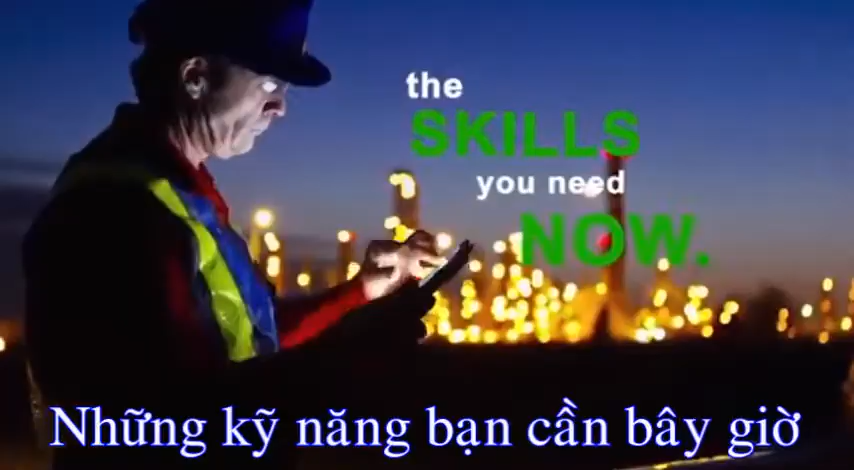 the
SKILLS
you need
NOW.
Những kỹ năng bạn cần bây giờ